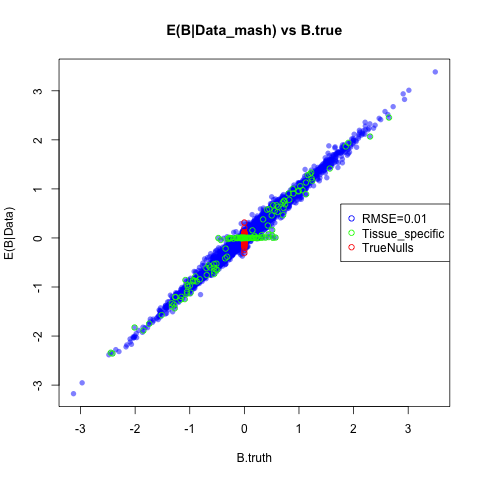 E(B|Data_mash) vs B.true
E(B|Data)
3
2
1
0
-1
-2
-3
RMSE=0.01
Tissue_specific
TrueNulls
-3 -2 -1 0 1 2 3
B.truth